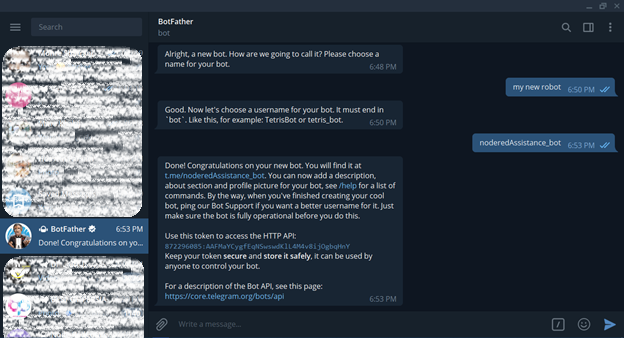 BotFather
bot
Search
Alright, a new bot. How are we going to call it? Please choose a
name for your bot.
6:48 PM
my new robot
6:50 PM
Good. Now let's choose a username for your bot. It must end in
`bot`. Like this, for example: TetrisBot or tetris_bot.
6:50 PM
noderedAssistance_bot
6:53 PM
Done! Congratulations on your new bot. You will find it at
t.me/noderedAssistance_bot. You can now add a description,
about section and profile picture for your bot, see /help for a list of
commands. By the way, when you've finished creating your cool
bot, ping our Bot Support if you want a better username for it. Just
make sure the bot is fully operational before you do this.
Use this token to access the HTTP API:
Keep your token secure and store it safely, it can be used by
anyone to control your bot.
For a description of the Bot API, see this page:
https://core.telegram.org/bots/api
6:53 PM
BotFather
6:53 PM
Done! Congratulations on yo...
Write a message...